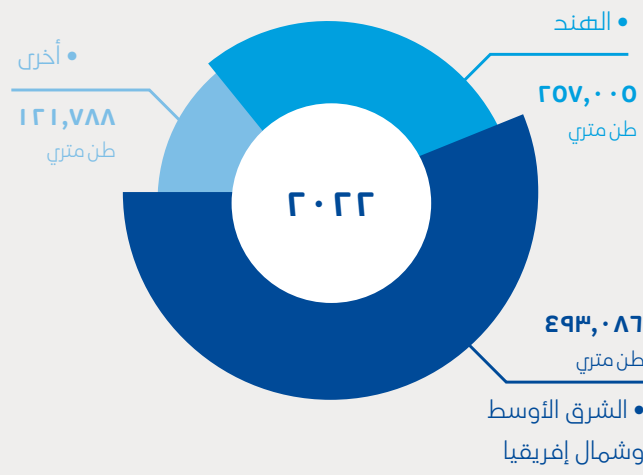 • الهند
٢٥٧,٠٠٥
طن متري
• أخرى
١٢١,٧٨٨
طن متري
٢٠٢٢
٤٩٣,٠٨٦
طن متري
• الشرق الأوسط
وشمال إفريقيا